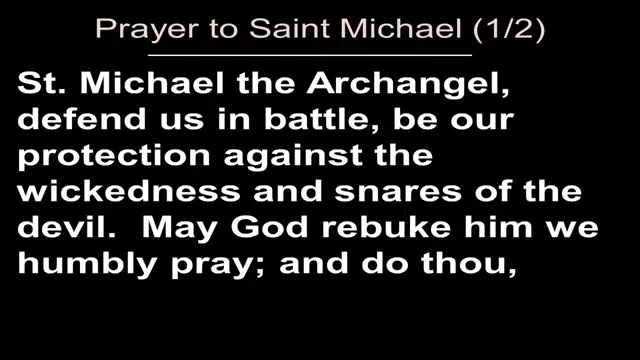 Prayer to Saint Michael (1/2)
St. Michael the Archangel,
defend us in battle, be our
protection against the
wickedness and snares of the
devil.  May God rebuke him we
humbly pray; and do thou,